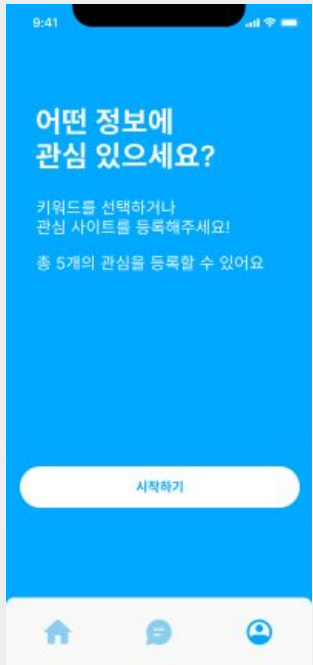 9:41
어떤 정보에
관심 있으세요?
키워드를 선택하거나
관심 사이트를 등록해주세요!
총 5개의 관심을 등록할 수 있어요
시작하기